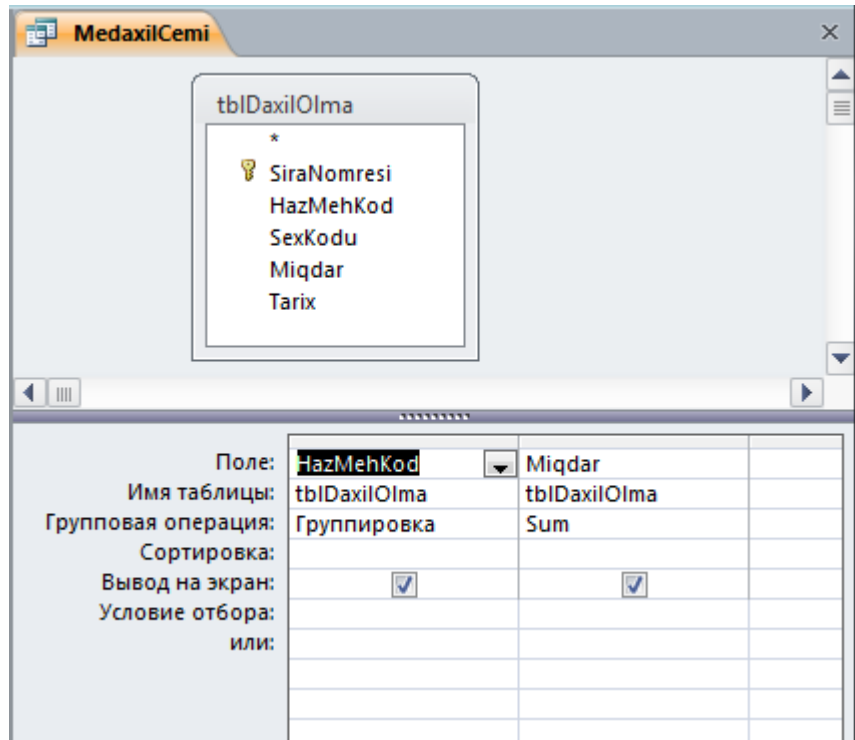 MedaxilCemi
tblDaxilOlma
*
SiraNomresi
HazMehKod
SexKodu
Miqdar
Tarix
Поле: HazMehKod Miqdar
Имя таблицы: tblDaxilOlma tblDaxilOlma
Групповая операция: Группировка Sum
Сортировка:
Вывод на экран:
Условие отбора:
или: